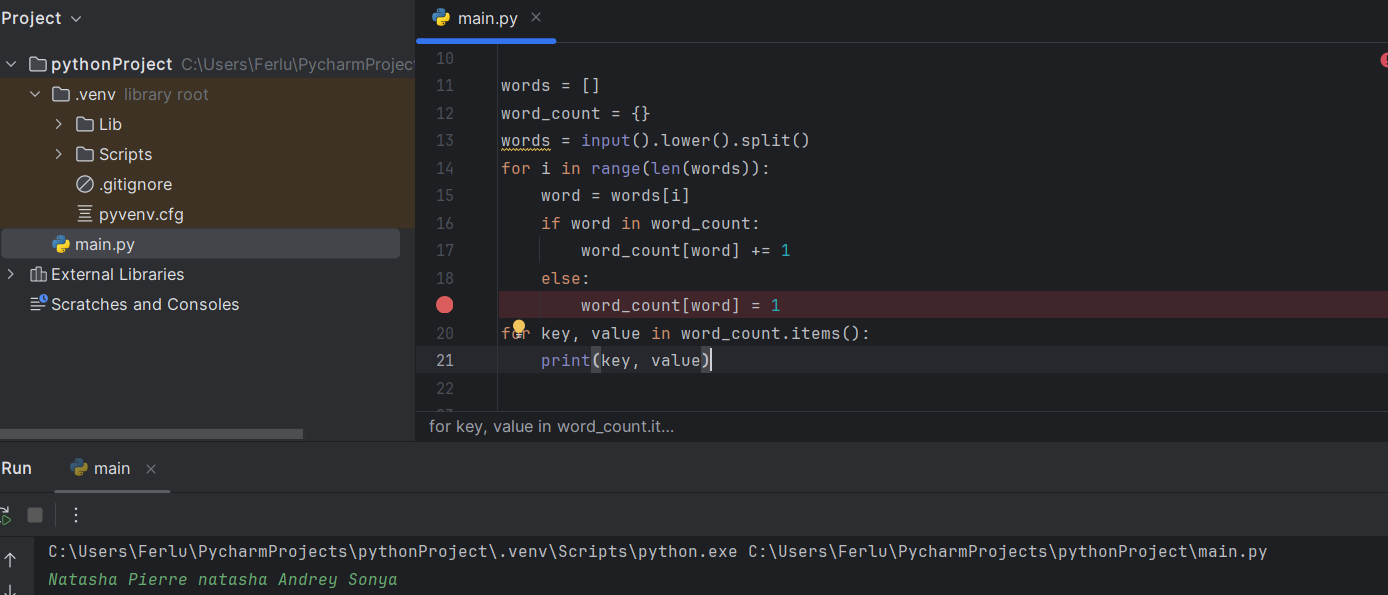 Project
main.py
pythonProject C:\Users\Ferlu\PycharmProject
.venv library root
Lib
Scripts
.gitignore
pyvenv.cfg
main.py
External Libraries
Scratches and Consoles
10
11 words = []
12 word_count = {}
13 words = input().lower().split()
14 for i in range(len(words)):
15 word = words[i]
16 if word in word_count:
17 word_count[word] += 1
18 else:
word_count[word] = 1
20 for key, value in word_count.items():
21 print(key, value)
22
for key, value in word_count.it...
Run main
C:\Users\Ferlu\PycharmProjects\pythonProject\.venv\Scripts\python.exe C:\Users\Ferlu\PycharmProjects\pythonProject\main.py
Natasha Pierre natasha Andrey Sonya